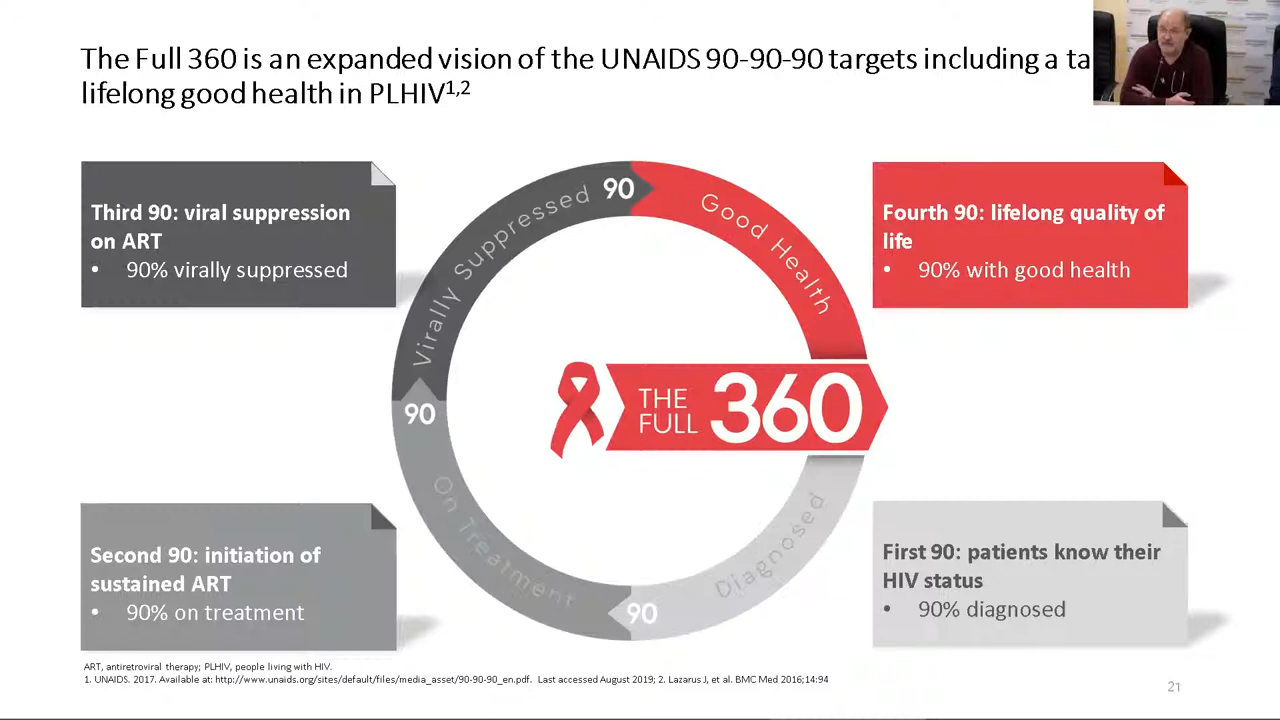 The Full 360 is an expanded vision of the UNAIDS 90-90-90 targets including a ta
lifelong good health in PLHIV1,2
Third 90: viral suppression
on ART
• 90% virally suppressed
Virally Suppressed 90
Good Health
Fourth 90: lifelong quality of
life
• 90% with good health
THE
FULL 360
90
On Treatment
Diagnosed
90
Second 90: initiation of
sustained ART
• 90% on treatment
First 90: patients know their
HIV status
• 90% diagnosed
ART, antiretroviral therapy; PLHIV, people living with HIV.
1. UNAIDS. 2017. Available at: http://www.unaids.org/sites/default/files/media_asset/90-90-90_en.pdf. Last accessed August 2019; 2. Lazarus J, et al. BMC Med 2016;14:94
21